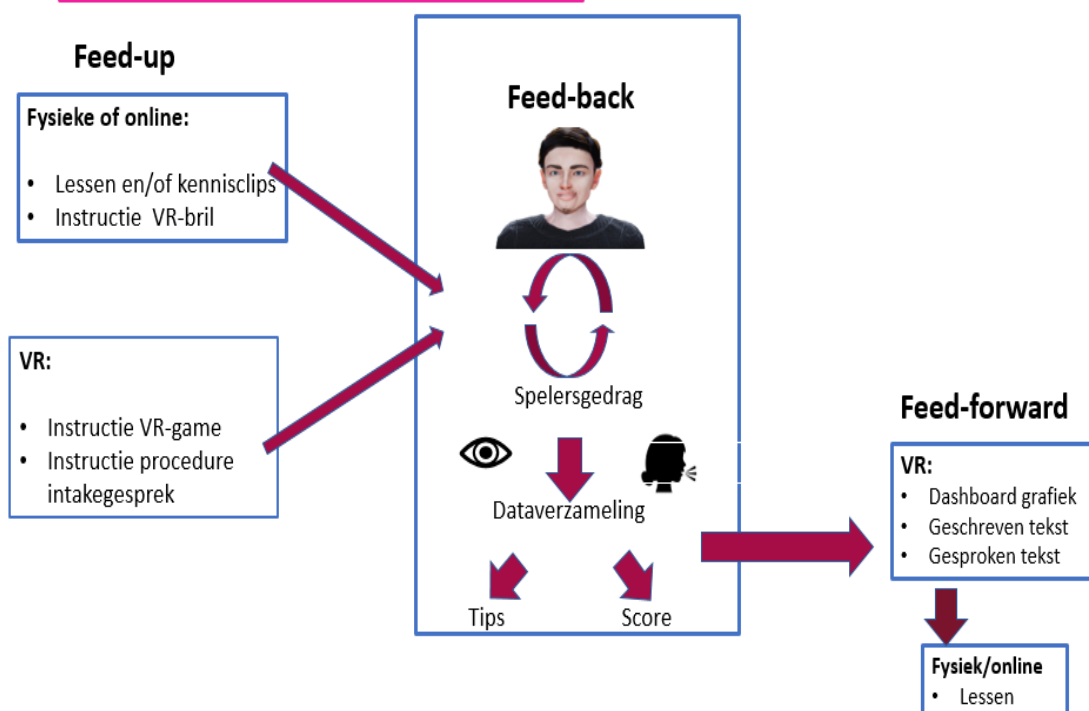 Feed-up
Fysieke of online:
• Lessen en/of kennisclips
• Instructie VR-bril
VR:
• Instructie VR-game
• Instructie procedure
intakegesprek
Feed-back
Spelersgedrag
Dataverzameling
Tips
Score
Feed-forward
VR:
• Dashboard grafiek
• Geschreven tekst
• Gesproken tekst
Fysiek/online
• Lessen